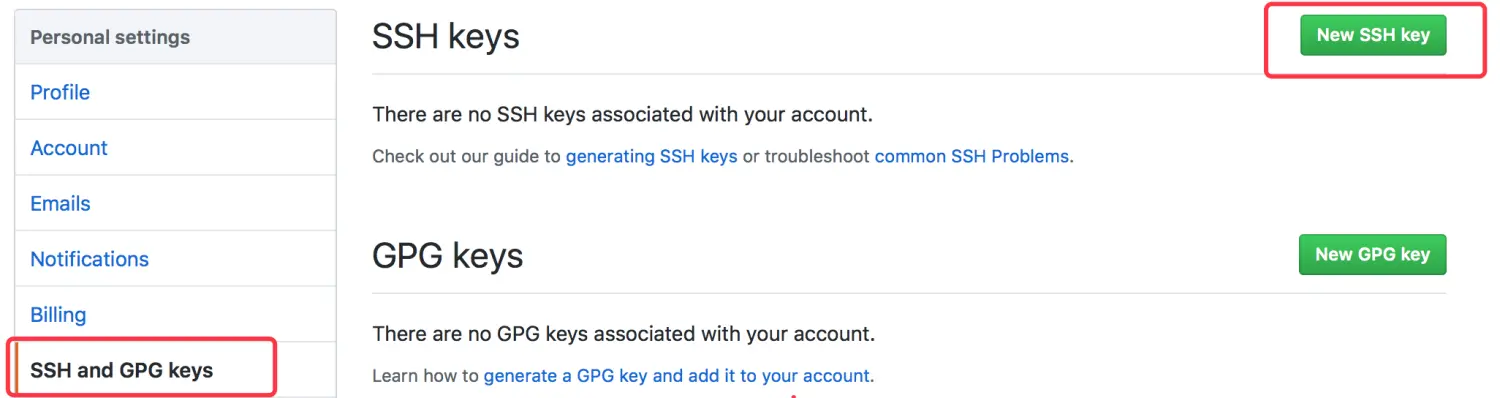 Personal settings
Profile
Account
Emails
Notifications
Billing
SSH and GPG keys
SSH keys
New SSH key
There are no SSH keys associated with your account.
Check out our guide to generating SSH keys or troubleshoot common SSH Problems.
GPG keys
New GPG key
There are no GPG keys associated with your account.
Learn how to generate a GPG key and add it to your account.